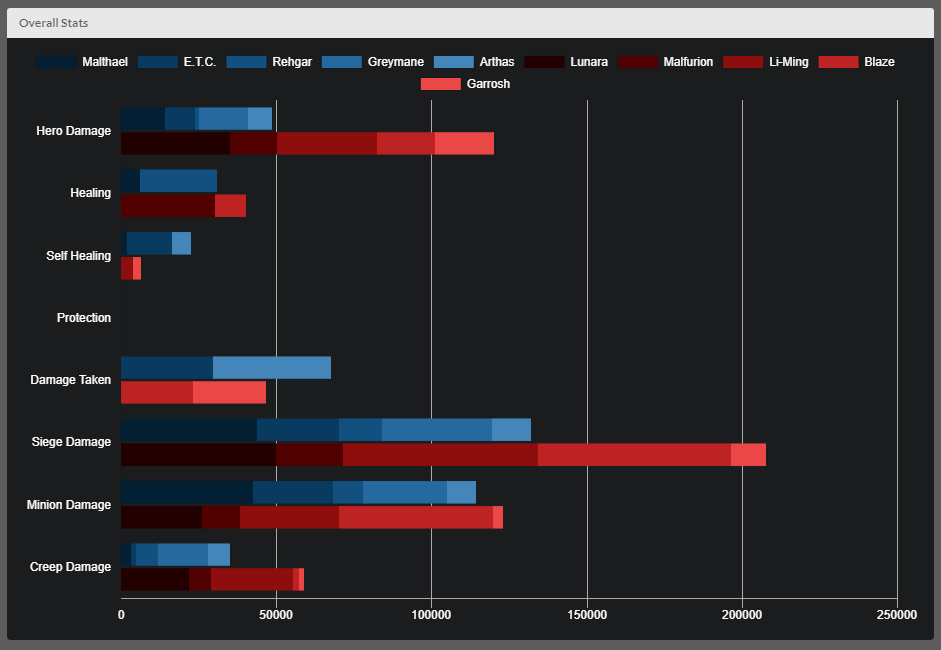 Overall Stats
Malthael E.T.C. Rehgar Greymane Arthas Lunara Malfurion Li-Ming Blaze
Garrosh
Hero Damage
Healing
Self Healing
Protection
Damage Taken
Siege Damage
Minion Damage
Creep Damage
0 50000 100000 150000 200000 250000